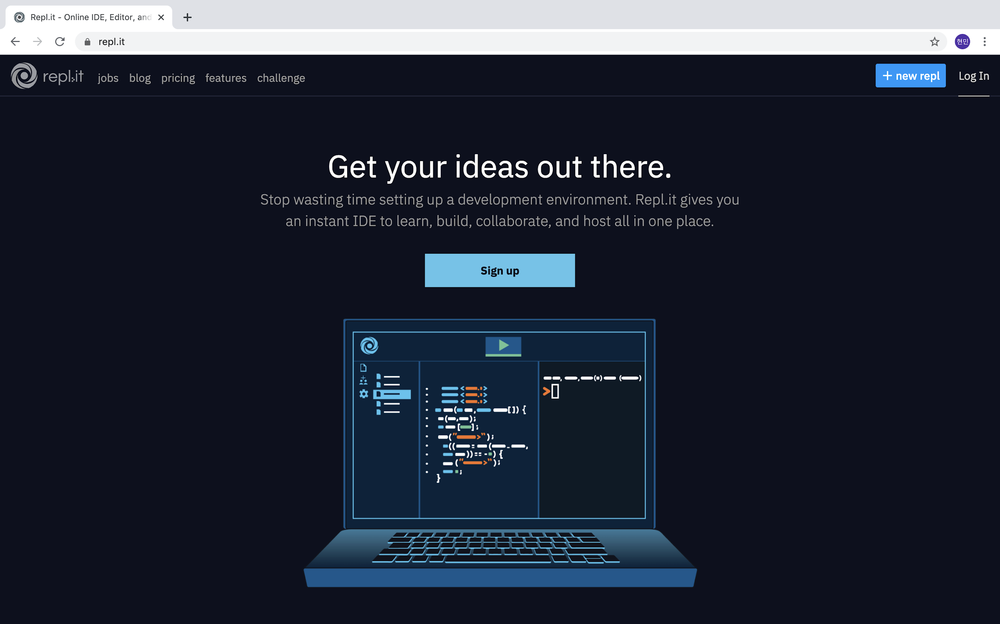 Repl.it - Online IDE, Editor, and
repl.it
현민
repl.it jobs blog pricing features challenge
+ new repl Log In
Get your ideas out there.
Stop wasting time setting up a development environment. Repl.it gives you
an instant IDE to learn, build, collaborate, and host all in one place.
Sign up